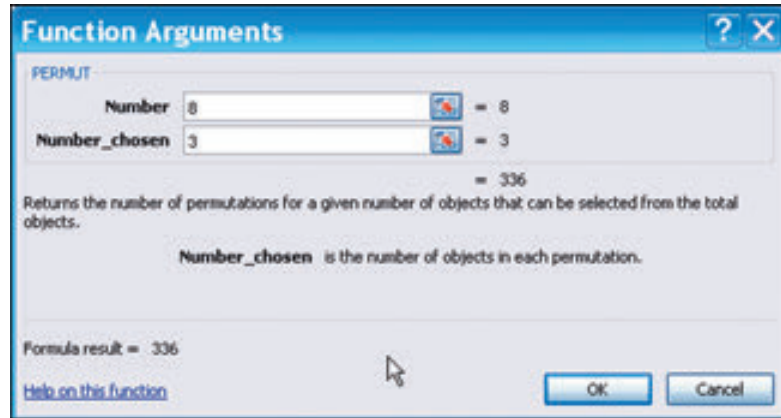 Function Arguments
PERMUT
Number 8 = 8
Number_chosen 3 = 3
= 336
Returns the number of permutations for a given number of objects that can be selected from the total
objects.
Number_chosen is the number of objects in each permutation.
Formula result = 336
Help on this function OK Cancel